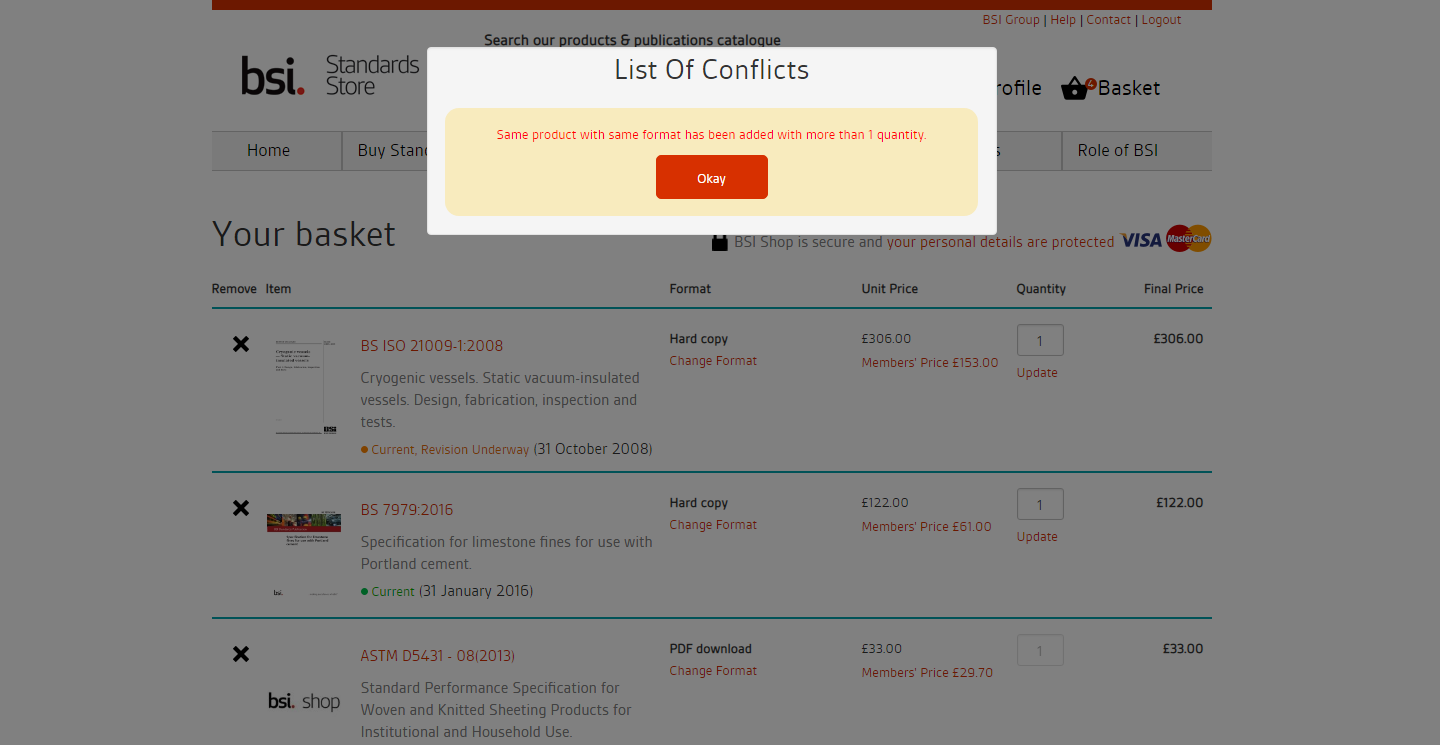 BSI Group | Help | Contact | Logout
Search our products & publications catalogue
bsi. Standards Store
List Of Conflicts
Same product with same format has been added with more than 1 quantity.
Okay
4 Basket
Home
Role of BSI
Your basket
BSI Shop is secure and your personal details are protected VISA MasterCard
Remove Item Format Unit Price Quantity Final Price
BS ISO 21009-1:2008
Cryogenic vessels. Static vacuum-insulated
vessels. Design, fabrication, inspection and
tests.
Current, Revision Underway (31 October 2008)
Hard copy
Change Format
£306.00
Members' Price £153.00
1
Update
£306.00
BS 7979:2016
Specification for limestone fines for use with
Portland cement.
Current (31 January 2016)
Hard copy
Change Format
£122.00
Members' Price £61.00
1
Update
£122.00
ASTM D5431 - 08(2013)
bsi. shop
Standard Performance Specification for
Woven and Knitted Sheeting Products for
Institutional and Household Use.
PDF download
Change Format
£33.00
Members' Price £29.70
1
£33.00